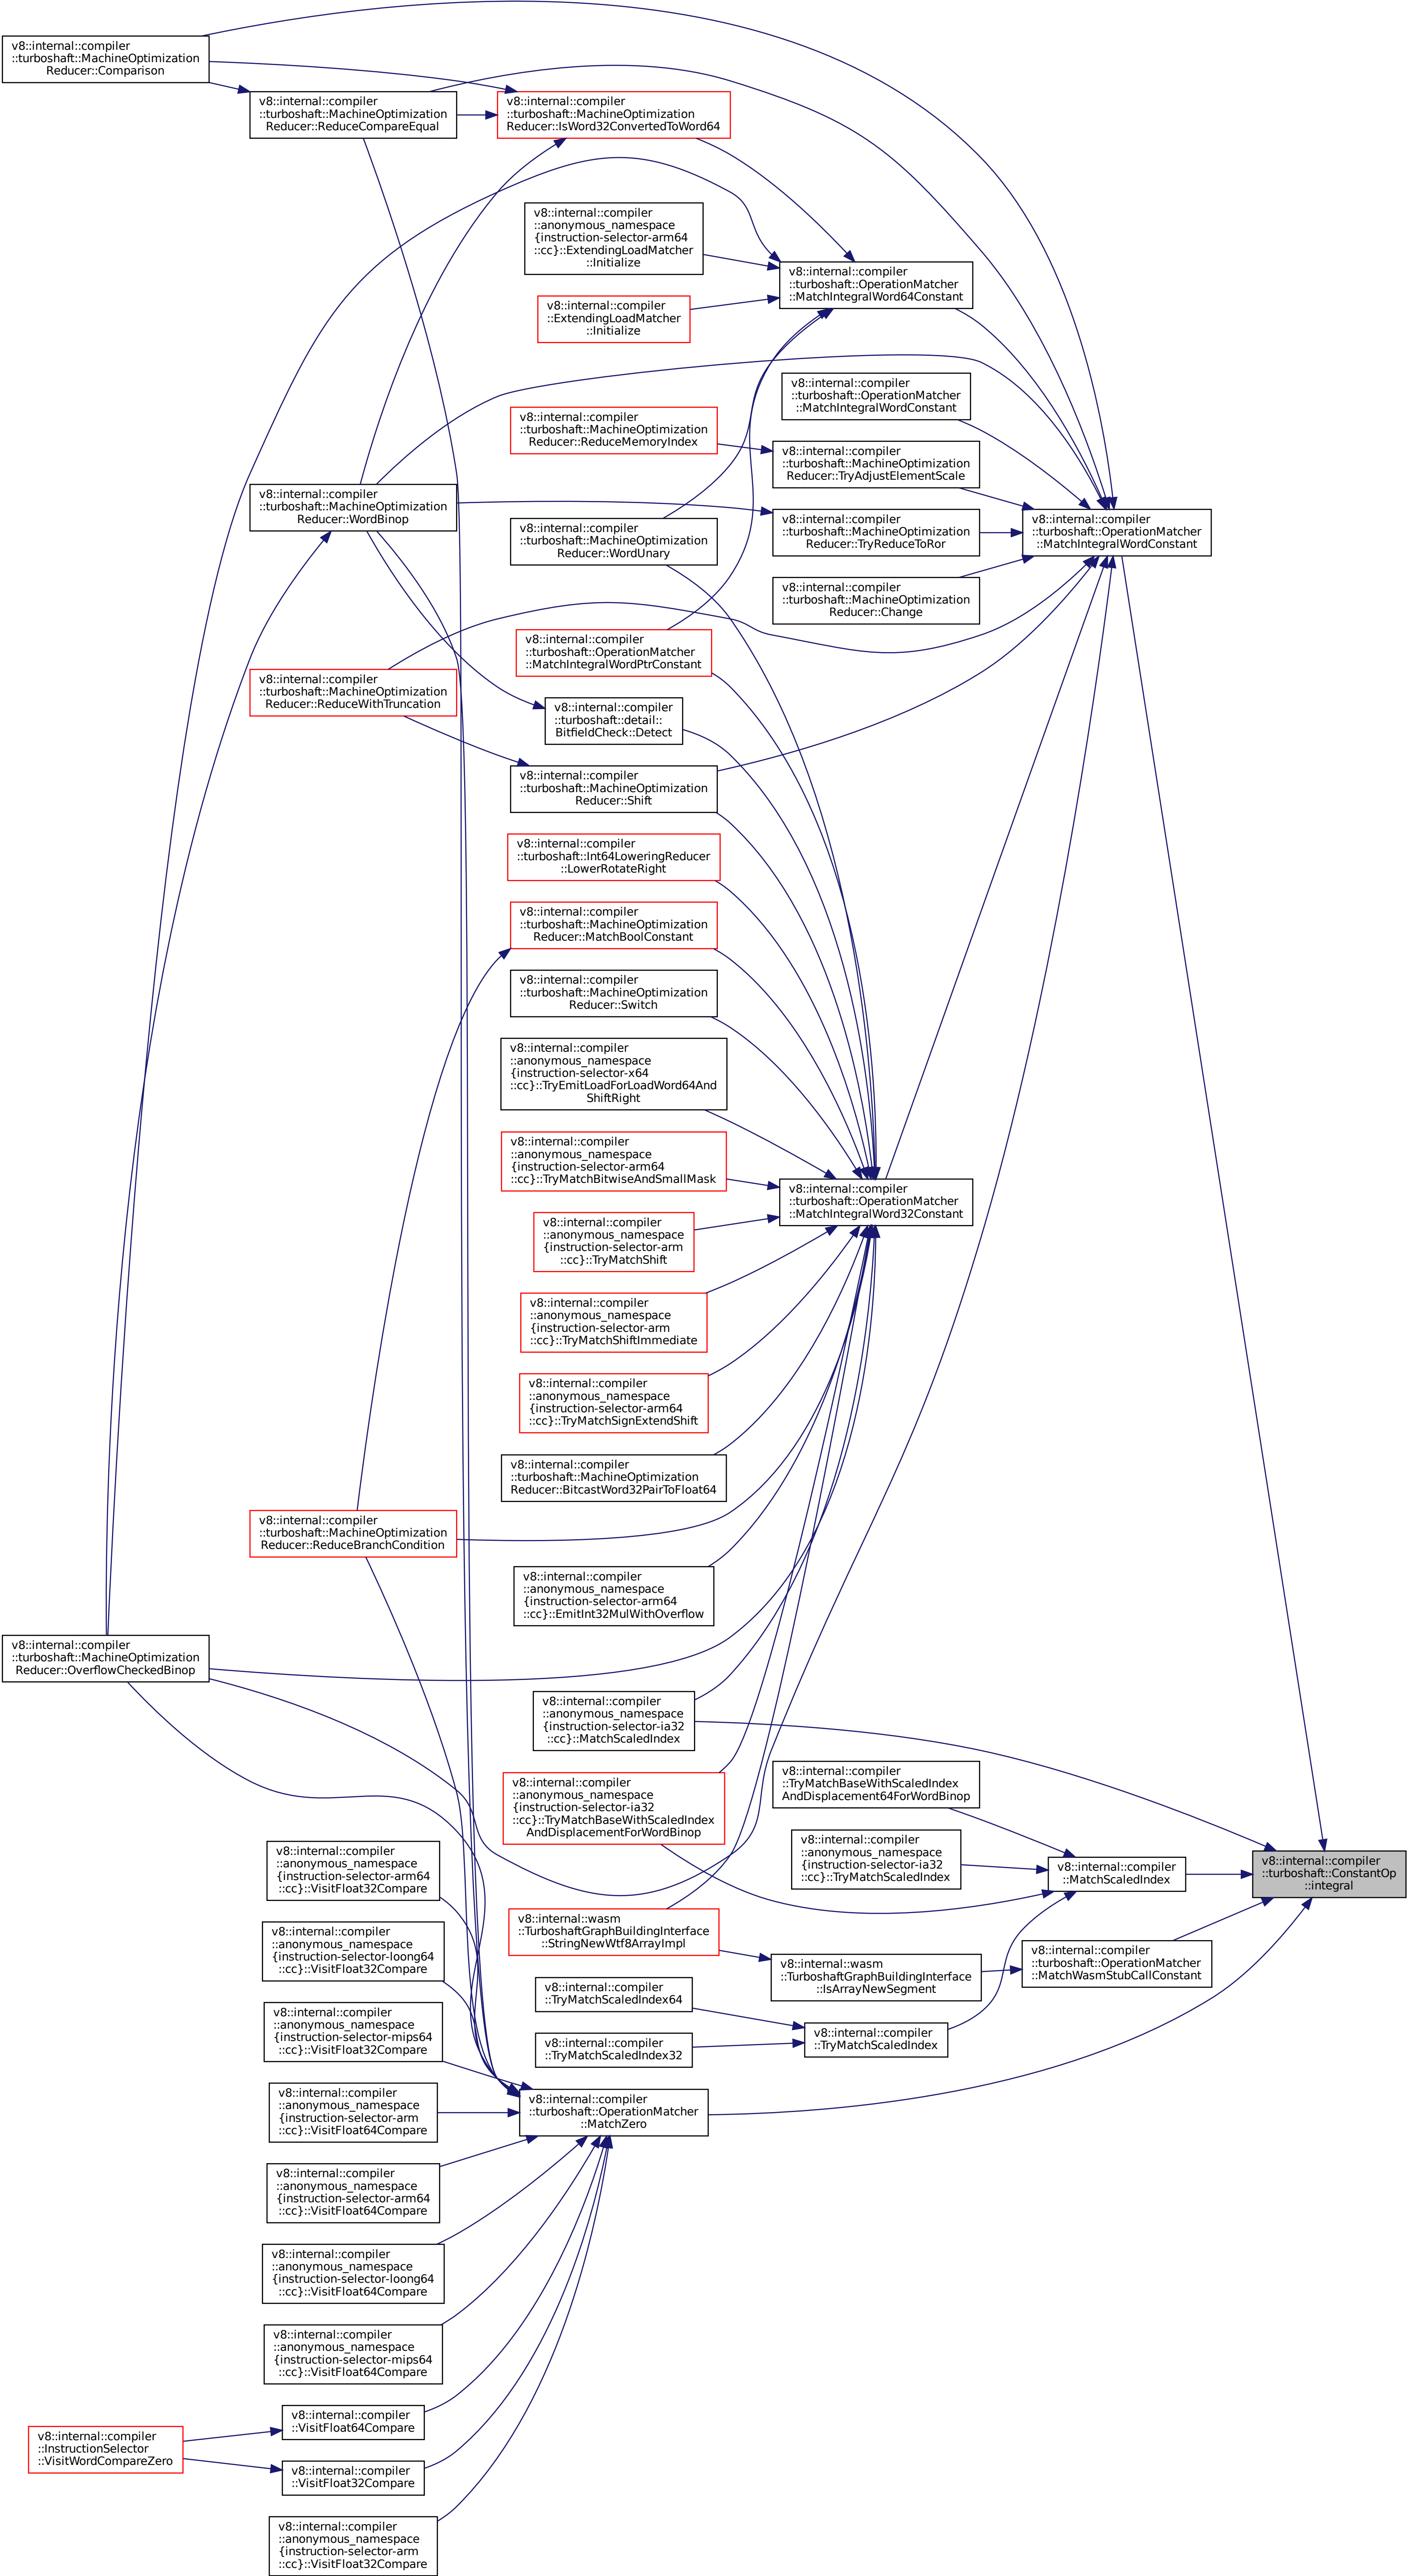 v8::internal::compiler
::turboshaft::MachineOptimization
Reducer::Comparison
v8::internal::compiler
::turboshaft::MachineOptimization
Reducer::ReduceCompareEqual
v8::internal::compiler
::turboshaft::MachineOptimization
Reducer::IsWord32ConvertedToWord64
v8::internal::compiler
::anonymous_namespace
{instruction-selector-arm64
::cc}::ExtendingLoadMatcher
::Initialize
v8::internal::compiler
::turboshaft::OperationMatcher
::MatchIntegralWord64Constant
v8::internal::compiler
::ExtendingLoadMatcher
::Initialize
v8::internal::compiler
::turboshaft::OperationMatcher
::MatchIntegralWordConstant
v8::internal::compiler
::turboshaft::MachineOptimization
Reducer::ReduceMemoryIndex
v8::internal::compiler
::turboshaft::MachineOptimization
Reducer::TryAdjustElementScale
v8::internal::compiler
::turboshaft::MachineOptimization
Reducer::WordBinop
v8::internal::compiler
::turboshaft::MachineOptimization
Reducer::WordUnary
v8::internal::compiler
::turboshaft::MachineOptimization
Reducer::TryReduceToRor
v8::internal::compiler
::turboshaft::OperationMatcher
::MatchIntegralWordConstant
v8::internal::compiler
::turboshaft::MachineOptimization
Reducer::Change
v8::internal::compiler
::turboshaft::OperationMatcher
::MatchIntegralWordPtrConstant
v8::internal::compiler
::turboshaft::MachineOptimization
Reducer::ReduceWithTruncation
v8::internal::compiler
::turboshaft::detail::
BitfieldCheck::Detect
v8::internal::compiler
::turboshaft::MachineOptimization
Reducer::Shift
v8::internal::compiler
::turboshaft::Int64LoweringReducer
::LowerRotateRight
v8::internal::compiler
::turboshaft::MachineOptimization
Reducer::MatchBoolConstant
v8::internal::compiler
::turboshaft::MachineOptimization
Reducer::Switch
v8::internal::compiler
::anonymous_namespace
{instruction-selector-x64
::cc}::TryEmitLoadForLoadWord64And
ShiftRight
v8::internal::compiler
::anonymous_namespace
{instruction-selector-arm64
::cc}::TryMatchBitwiseAndSmallMask
v8::internal::compiler
::turboshaft::OperationMatcher
::MatchIntegralWord32Constant
v8::internal::compiler
::anonymous_namespace
{instruction-selector-arm
::cc}::TryMatchShift
v8::internal::compiler
::anonymous_namespace
{instruction-selector-arm
::cc}::TryMatchShiftImmediate
v8::internal::compiler
::anonymous_namespace
{instruction-selector-arm64
::cc}::TryMatchSignExtendShift
v8::internal::compiler
::turboshaft::MachineOptimization
Reducer::BitcastWord32PairToFloat64
v8::internal::compiler
::turboshaft::MachineOptimization
Reducer::ReduceBranchCondition
v8::internal::compiler
::anonymous_namespace
{instruction-selector-arm64
::cc}::EmitInt32MulWithOverflow
v8::internal::compiler
::turboshaft::MachineOptimization
Reducer::OverflowCheckedBinop
v8::internal::compiler
::anonymous_namespace
{instruction-selector-ia32
::cc}::MatchScaledIndex
v8::internal::compiler
::anonymous_namespace
{instruction-selector-ia32
::cc}::TryMatchBaseWithScaledIndex
AndDisplacementForWordBinop
v8::internal::compiler
::TryMatchBaseWithScaledIndex
AndDisplacement64ForWordBinop
v8::internal::compiler
::anonymous_namespace
{instruction-selector-ia32
::cc}::TryMatchScaledIndex
v8::internal::compiler
::MatchScaledIndex
v8::internal::compiler
::turboshaft::ConstantOp
::integral
v8::internal::compiler
::anonymous_namespace
{instruction-selector-arm64
::cc}::VisitFloat32Compare
v8::internal::wasm
::TurboshaftGraphBuildingInterface
::StringNewWtf8ArrayImpl
v8::internal::wasm
::TurboshaftGraphBuildingInterface
::IsArrayNewSegment
v8::internal::compiler
::turboshaft::OperationMatcher
::MatchWasmStubCallConstant
v8::internal::compiler
::anonymous_namespace
{instruction-selector-loong64
::cc}::VisitFloat32Compare
v8::internal::compiler
::TryMatchScaledIndex64
v8::internal::compiler
::TryMatchScaledIndex32
v8::internal::compiler
::TryMatchScaledIndex
v8::internal::compiler
::anonymous_namespace
{instruction-selector-mips64
::cc}::VisitFloat32Compare
v8::internal::compiler
::anonymous_namespace
{instruction-selector-arm
::cc}::VisitFloat64Compare
v8::internal::compiler
::turboshaft::OperationMatcher
::MatchZero
v8::internal::compiler
::anonymous_namespace
{instruction-selector-arm64
::cc}::VisitFloat64Compare
v8::internal::compiler
::anonymous_namespace
{instruction-selector-loong64
::cc}::VisitFloat64Compare
v8::internal::compiler
::anonymous_namespace
{instruction-selector-mips64
::cc}::VisitFloat64Compare
v8::internal::compiler
::VisitFloat64Compare
v8::internal::compiler
::InstructionSelector
::VisitWordCompareZero
v8::internal::compiler
::VisitFloat32Compare
v8::internal::compiler
::anonymous_namespace
{instruction-selector-arm
::cc}::VisitFloat32Compare